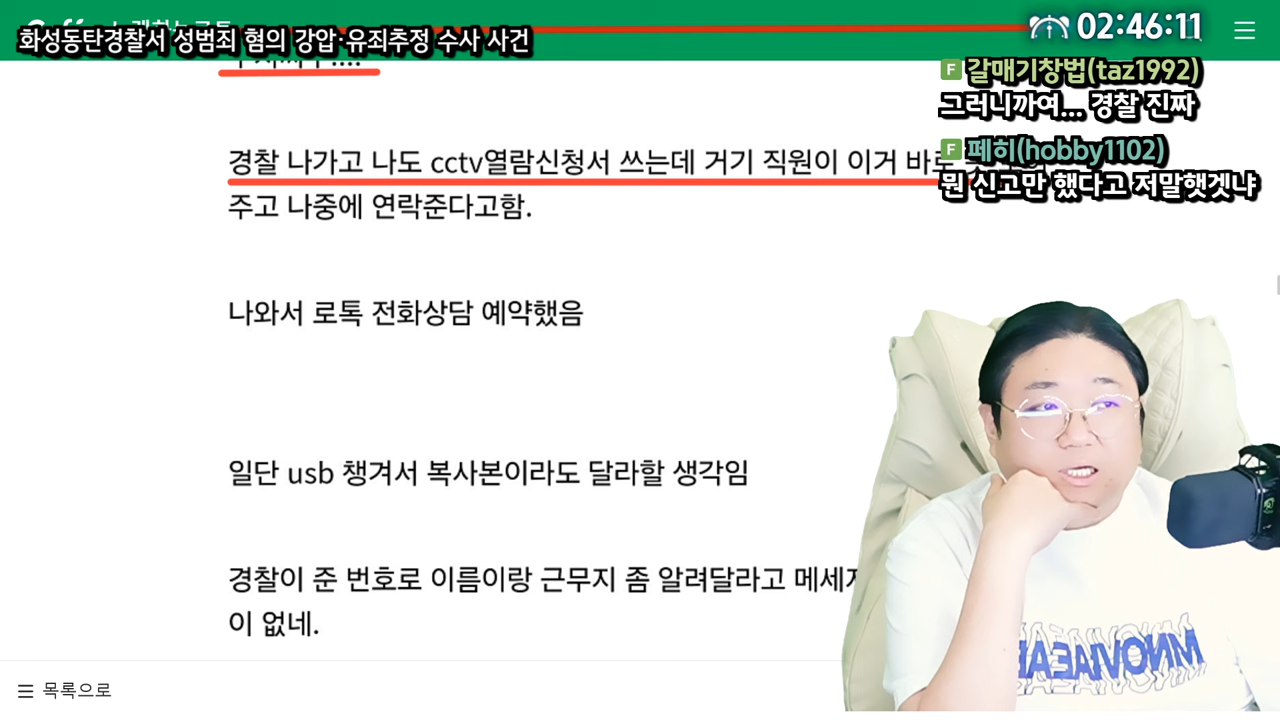 화성동탄경찰서 성범죄 혐의 강압·유죄추정 수사 사건
02:46:11
F 갈매기창법(taz1992)
그러니까여... 경찰 진짜
F 페히(hobby1102)
뭔 신고만 했다고 저말햇겟냐
경찰 나가고 나도 cctv열람신청서 쓰는데 거기 직원이 이거
주고 나중에 연락준다고함.
나와서 로톡 전화상담 예약했음
일단 usb 챙겨서 복사본이라도 달라할 생각임
경찰이 준 번호로 이름이랑 근무지 좀 알려달라고
이 없네.
목록으로
MNOVIAEAE